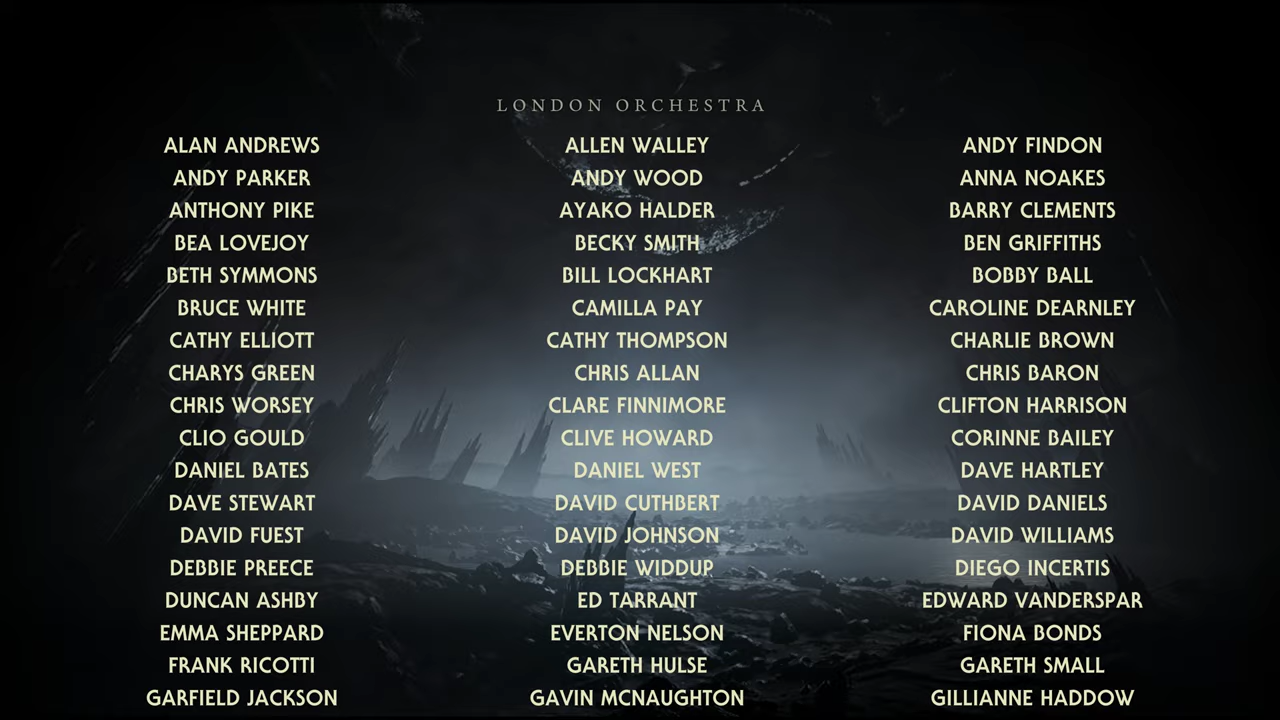 LONDON ORCHESTRA
ALAN ANDREWS ALLEN WALLEY ANDY FINDON
ANDY PARKER ANDY WOOD ANNA NOAKES
ANTHONY PIKE AYAKO HALDER BARRY CLEMENTS
BEA LOVEJOY BECKY SMITH BEN GRIFFITHS
BETH SYMMONS BILL LOCKHART BOBBY BALL
BRUCE WHITE CAMILLA PAY CAROLINE DEARNLEY
CATHY ELLIOTT CATHY THOMPSON CHARLIE BROWN
CHARYS GREEN CHRIS ALLAN CHRIS BARON
CHRIS WORSEY CLARE FINNIMORE CLIFTON HARRISON
CLIO GOULD CLIVE HOWARD CORINNE BAILEY
DANIEL BATES DANIEL WEST DAVE HARTLEY
DAVE STEWART DAVID CUTHBERT DAVID DANIELS
DAVID FUEST DAVID JOHNSON DAVID WILLIAMS
DEBBIE PREECE DEBBIE WIDDUP DIEGO INCERTIS
DUNCAN ASHBY ED TARRANT EDWARD VANDERSPAR
EMMA SHEPPARD EVERTON NELSON FIONA BONDS
FRANK RICOTTI GARETH HULSE GARETH SMALL
GARFIELD JACKSON GAVIN MCNAUGHTON GILLIANNE HADDOW